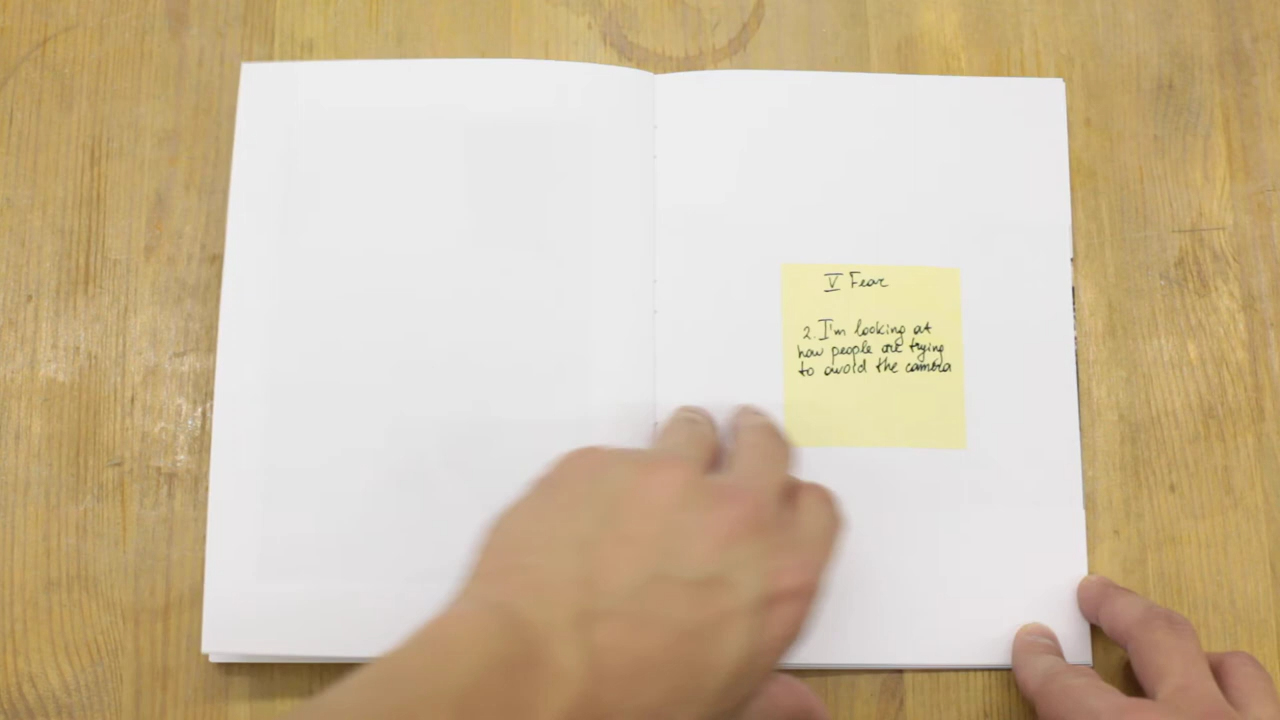 V Fear
2. I'm looking at
how people are trying
to avoid the camera